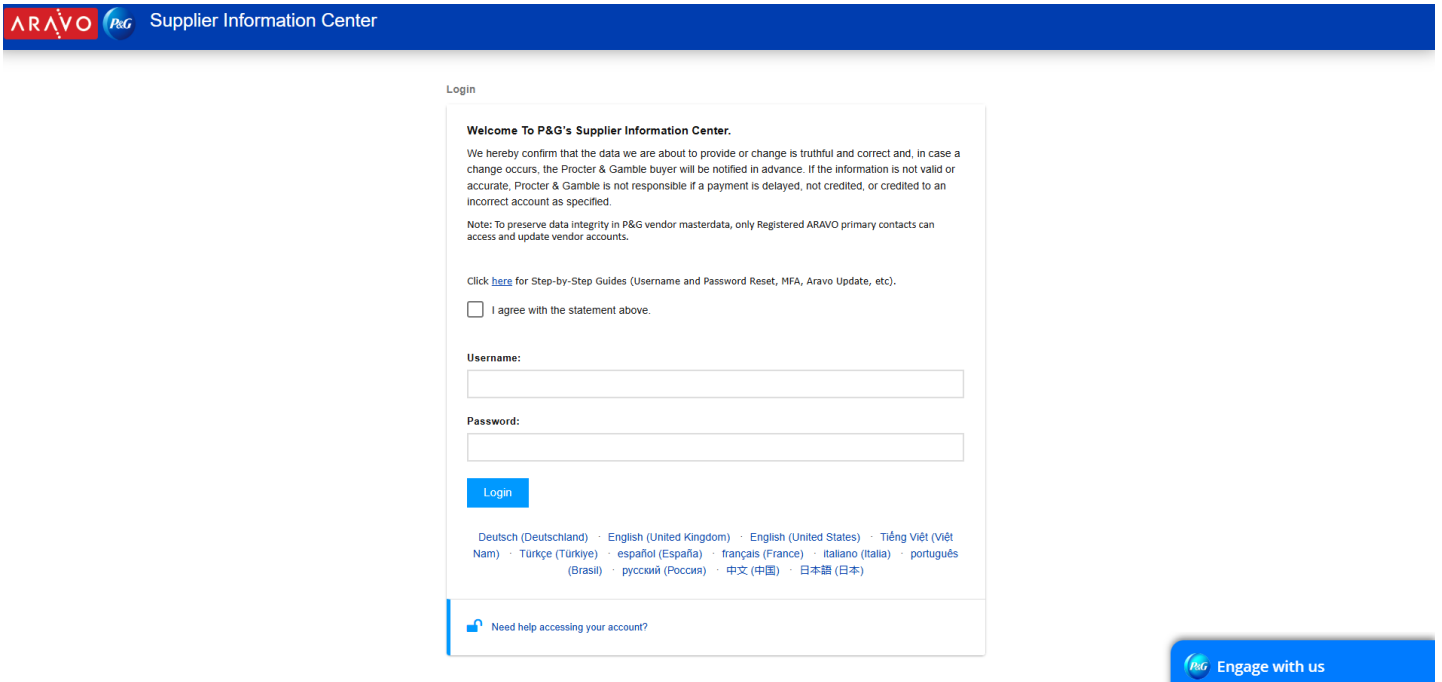 ARAVO P&G Supplier Information Center
Login
Welcome To P&G's Supplier Information Center.
We hereby confirm that the data we are about to provide or change is truthful and correct and, in case a
change occurs, the Procter & Gamble buyer will be notified in advance. If the information is not valid or
accurate, Procter & Gamble is not responsible if a payment is delayed, not credited, or credited to an
incorrect account as specified.
Note: To preserve data integrity in P&G vendor masterdata, only Registered ARAVO primary contacts can
access and update vendor accounts.
Click here for Step-by-Step Guides (Username and Password Reset, MFA, Aravo Update, etc).
I agree with the statement above.
Username:
Password:
Login
Deutsch (Deutschland) · English (United Kingdom) · English (United States) · Tiếng Việt (Việt
Nam) · Türkçe (Türkiye) · español (España) · français (France) · italiano (Italia) · português
(Brasil) · русский (Россия) · 中文 (中国) · 日本語 (日本)
Need help accessing your account?
P&G Engage with us